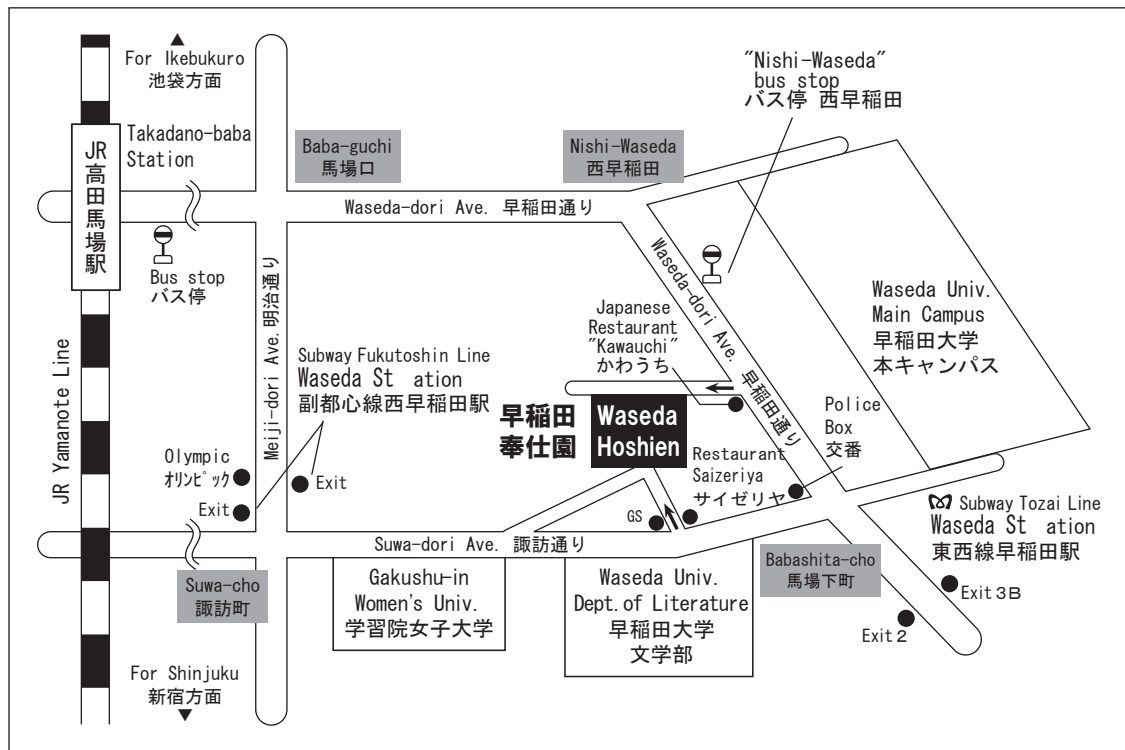 For Ikebukuro
池袋方面
Takadano-baba
Station
JR高田馬場駅
Bus stop
バス停
JR Yamanote Line
Baba-guchi
馬場口
Nishi-Waseda
西早稲田
"Nishi-Waseda"
bus stop
バス停 西早稲田
Waseda-dori Ave. 早稲田通り
Meiji-dori Ave.明治通り
Waseda-dori Ave. 早稲田通り
Waseda Univ.
Main Campus
早稲田大学
本キャンパス
Japanese
Restaurant
"Kawauchi"
かわうち
Subway Fukutoshin Line
Waseda St ation
副都心線西早稲田駅
早稲田
奉仕園
Waseda
Hoshien
Police
Box
交番
Olympic
オリンピック
Exit
Exit
Restaurant
Saizeriya
サイゼリヤ
GS
Subway Tozai Line
Waseda St ation
東西線早稲田駅
Suwa-dori Ave. 諏訪通り
Suwa-cho
諏訪町
Gakushu-in
Women's Univ.
学習院女子大学
Waseda Univ.
Dept.of Literature
早稲田大学
文学部
Babashita-cho
馬場下町
Exit 3B
Exit 2
For Shinjuku
新宿方面